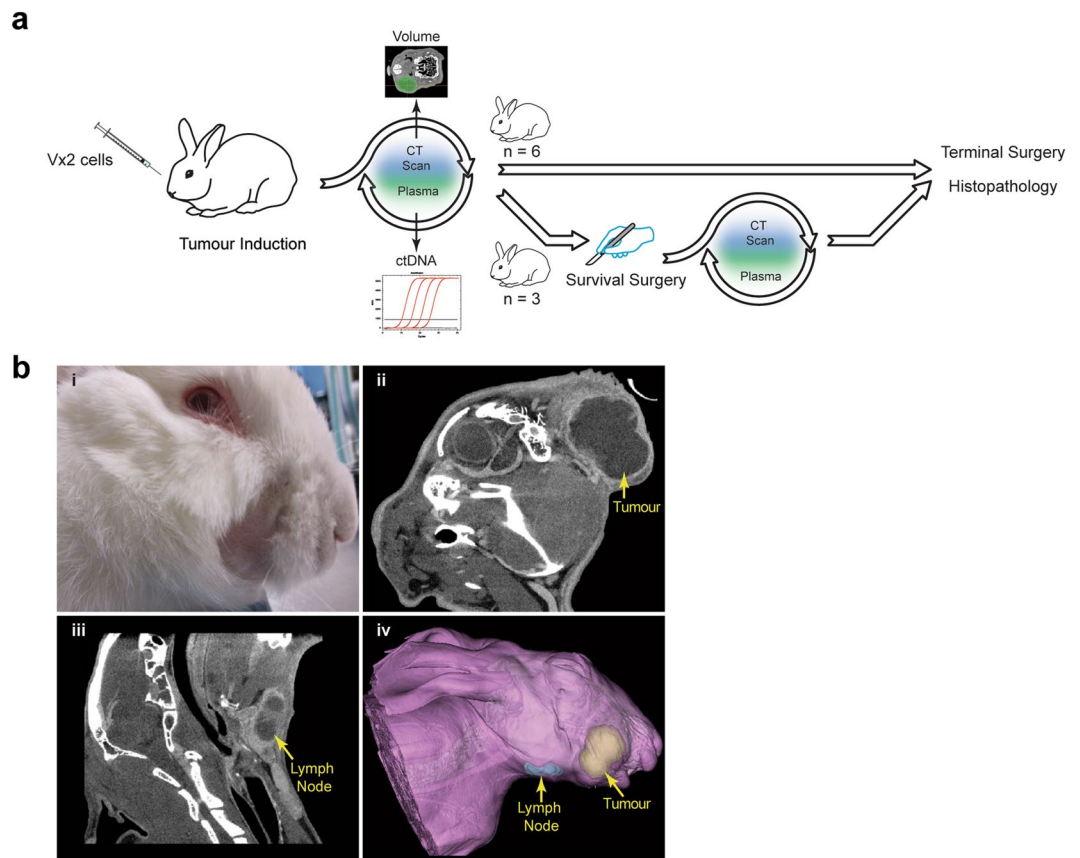 a
Volume
Vx2 cells
Tumour Induction
CT
Scan
Plasma
ctDNA
n = 6
n = 3
Survival Surgery
CT
Scan
Plasma
Terminal Surgery
Histopathology
b
i
ii
Tumour
iii
Lymph
Node
iv
Lymph
Node
Tumour